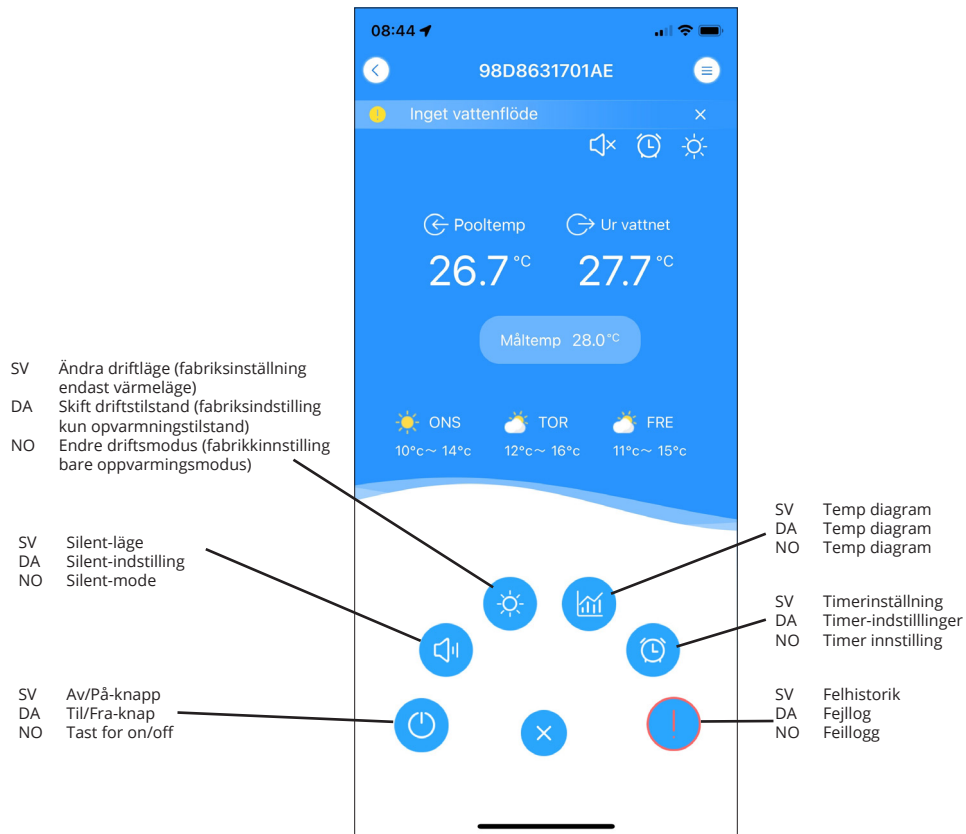 08:44
98D8631701AE
Inget vattenflöde
Pooltemp
Ur vattnet
26.7 °C
27.7 °C
Måltemp 28.0°C
ONS
TOR
FRE
10°c～ 14°c
12°c～ 16°c
11°c～ 15°c
SV Ändra driftläge (fabriksinställning
endast värmeläge)
DA Skift driftstilstand (fabriksindstilling
kun opvarmningstilstand)
NO Endre driftsmodus (fabrikkinnstilling
bare oppvarmingsmodus)
SV Silent-läge
DA Silent-indstilling
NO Silent-mode
SV Av/På-knapp
DA Til/Fra-knap
NO Tast for on/off
SV Temp diagram
DA Temp diagram
NO Temp diagram
SV Timerinställning
DA Timer-indstilllinger
NO Timer innstilling
SV Felhistorik
DA Fejllog
NO Feillogg